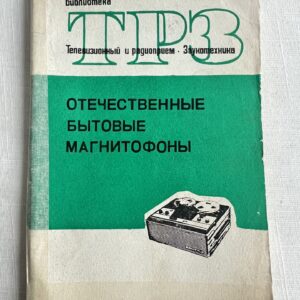 Библиотека
ТРЗ
Телевизионный и радиоприем · Звукотехника
ОТЕЧЕСТВЕННЫЕ
БЫТОВЫЕ
МАГНИТОФОНЫ